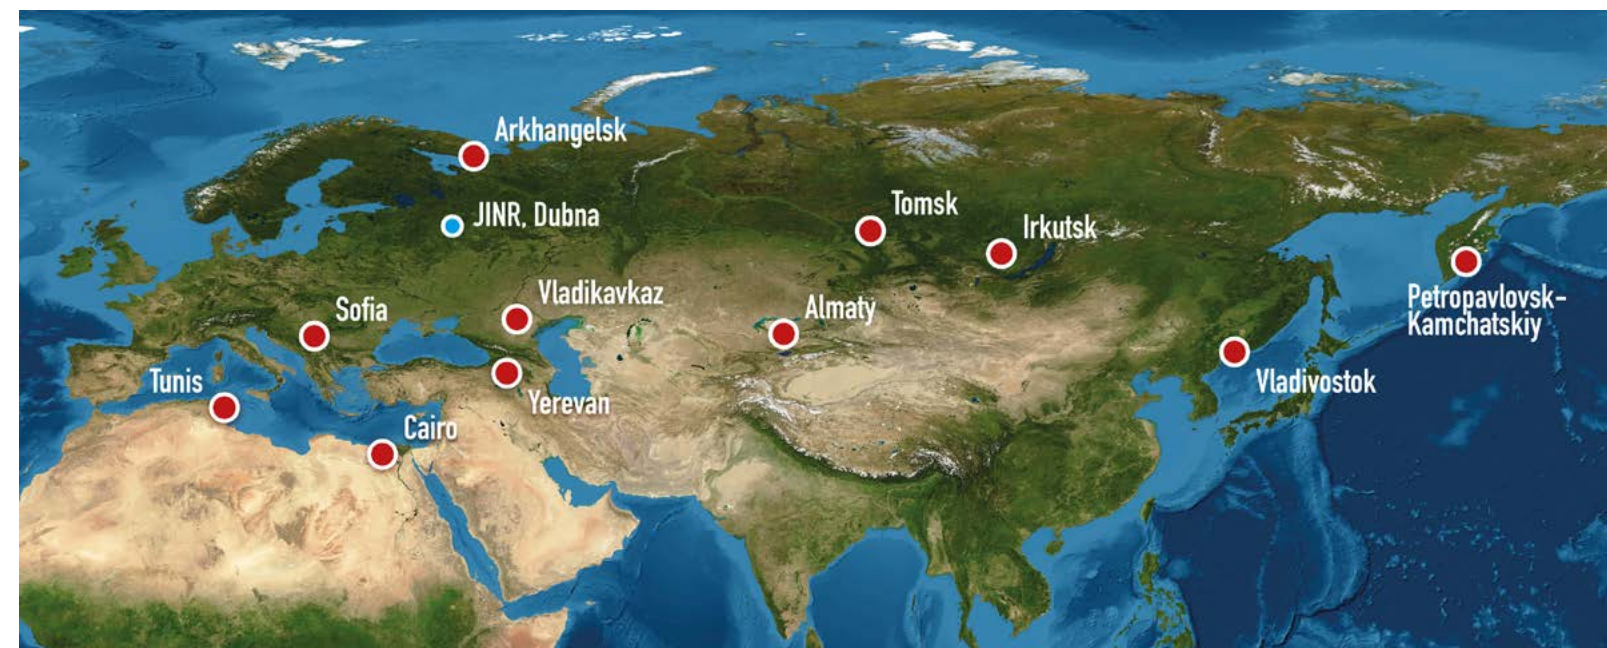 Arkhangelsk
JINR, Dubna
Tomsk
Irkutsk
Vladikavkaz
Sofia
Almaty
Petropavlovsk-
Kamchatskiy
Tunis
Vladivostok
Yerevan
Cairo